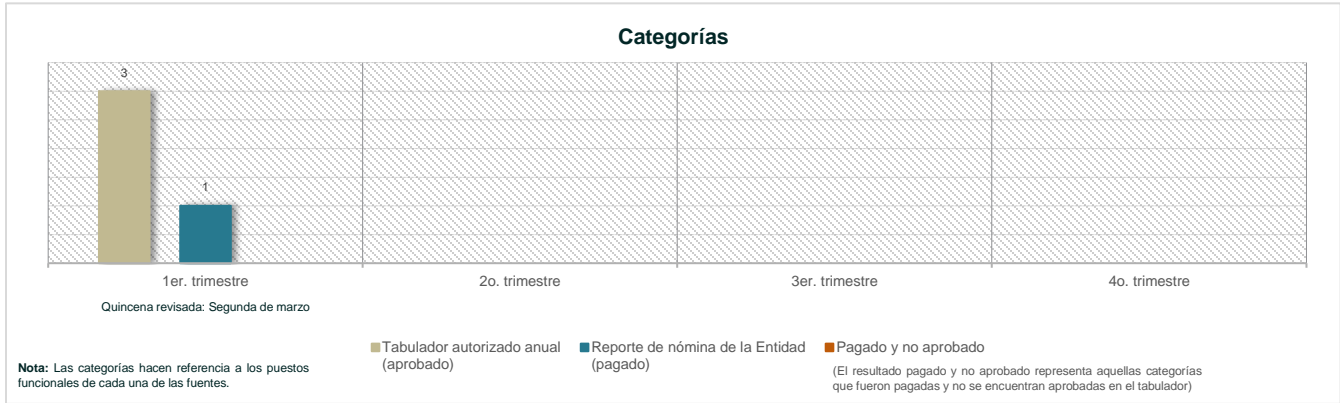 Categorías
3
1
1er. trimestre
2o. trimestre
3er. trimestre
4o. trimestre
Quincena revisada: Segunda de marzo
Tabulador autorizado anual
(aprobado)
Reporte de nómina de la Entidad
(pagado)
Pagado y no aprobado
(El resultado pagado y no aprobado representa aquellas categorías
que fueron pagadas y no se encuentran aprobadas en el tabulador)
Nota: Las categorías hacen referencia a los puestos
funcionales de cada una de las fuentes.